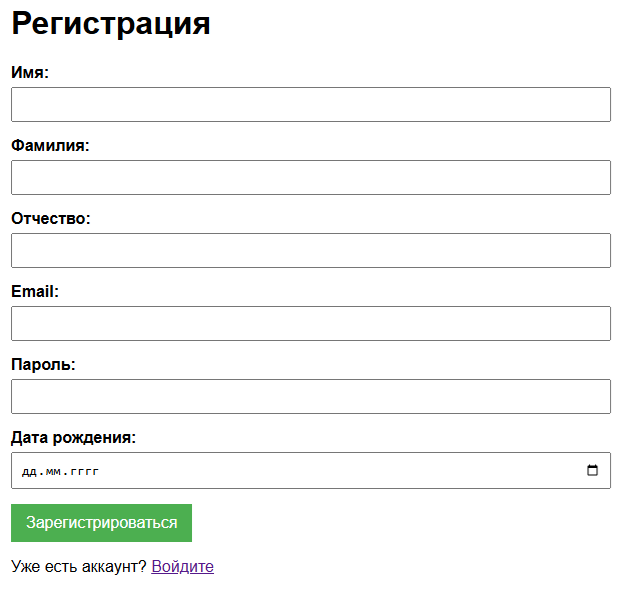 Регистрация
Имя:
Фамилия:
Отчество:
Email:
Пароль:
Дата рождения:
дд.мм.гггг
Зарегистрироваться
Уже есть аккаунт? Войдите